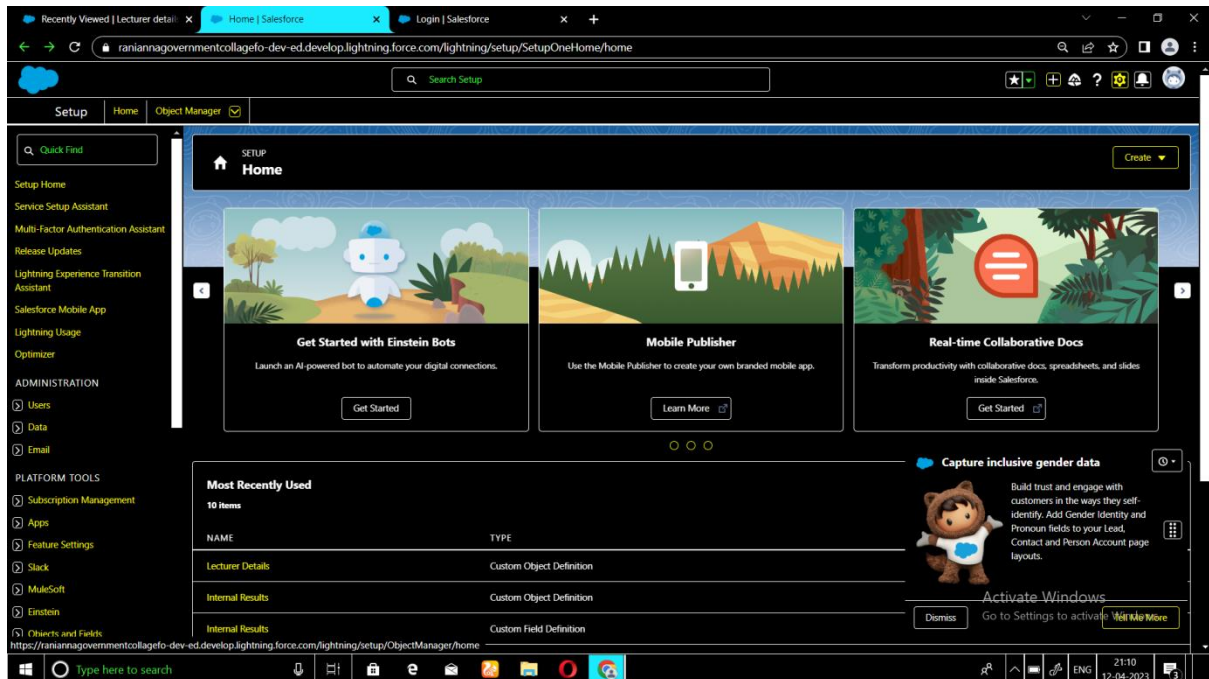 Recently Viewed | Lecturer detail
Home | Salesforce
Login | Salesforce
raniannagovernmentcollagefo-dev-ed.develop.lightning.force.com/lightning/setup/SetupOneHome/home
Search Setup
Setup
Home
Object Manager
Quick Find
Setup Home
Service Setup Assistant
Multi-Factor Authentication Assistant
Release Updates
Lightning Experience Transition
Assistant
Salesforce Mobile App
Lightning Usage
Optimizer
ADMINISTRATION
Users
Data
Email
PLATFORM TOOLS
Subscription Management
Apps
Feature Settings
Slack
MuleSoft
Einstein
Objects and Fields
SETUP
Home
Create
Get Started with Einstein Bots
Launch an AI-powered bot to automate your digital connections.
Get Started
Mobile Publisher
Use the Mobile Publisher to create your own branded mobile app.
Learn More
Real-time Collaborative Docs
Transform productivity with collaborative docs, spreadsheets, and slides
inside Salesforce.
Get Started
Most Recently Used
10 items
NAME TYPE
Lecturer Details Custom Object Definition
Internal Results Custom Object Definition
Internal Results Custom Field Definition
Capture inclusive gender data
Build trust and engage with
customers in the ways they self-
identify. Add Gender Identity and
Pronoun fields to your Lead,
Contact and Person Account page
layouts.
Dismiss
Tell Me More
Activate Windows
Go to Settings to activate Windows.
https://raniannagovernmentcollagefo-dev-ed.develop.lightning.force.com/lightning/setup/ObjectManager/home
Type here to search
ENG
21:10
12-04-2023
3